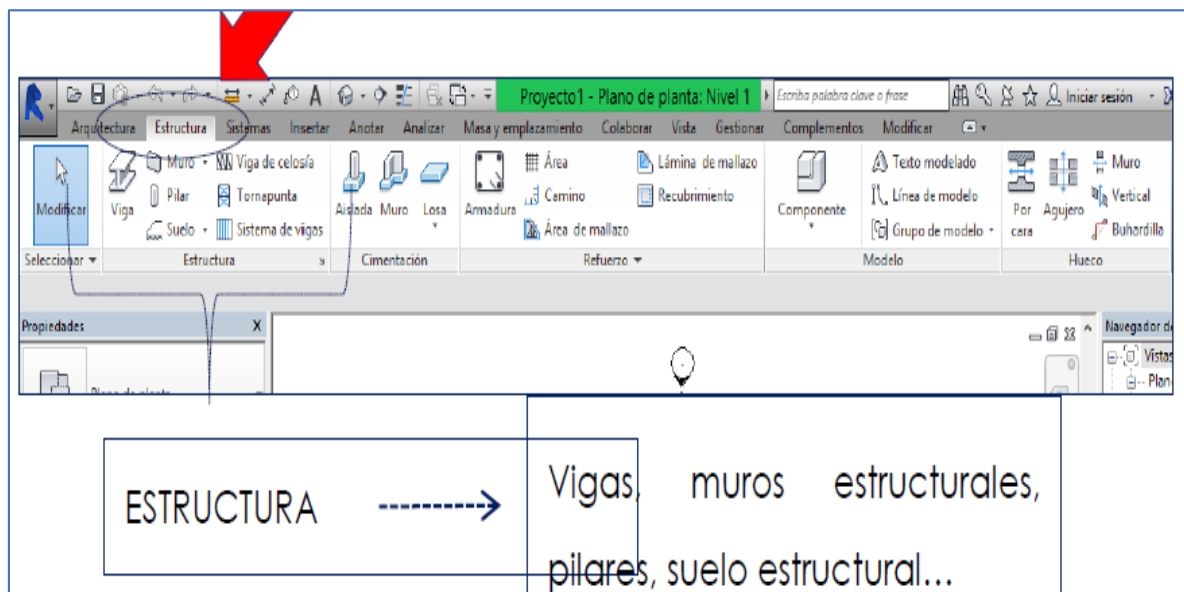 Proyecto1 - Plano de planta: Nivel 1 Escriba palabra clave o frase Iniciar sesión
Arquitectura Estructura Sistemas Insertar Anotar Analizar Masa y emplazamiento Colaborar Vista Gestionar Complementos Modificar
Muro Viga de celosía Área Lámina de mallazo Texto modelado Muro
Pilar Tornapunta Camino Recubrimiento Línea de modelo Vertical
Modificar Viga Suelo Sistema de vigas Aislada Muro Losa Armadura Área de mallazo Componente Grupo de modelo Por cara Agujero Buhardilla
Seleccionar Estructura Cimentación Refuerzo Modelo Hueco
Propiedades X Navegador de
Vistas
Plano de planta Plan
ESTRUCTURA
Vigas, muros estructurales,
pilares, suelo estructural...